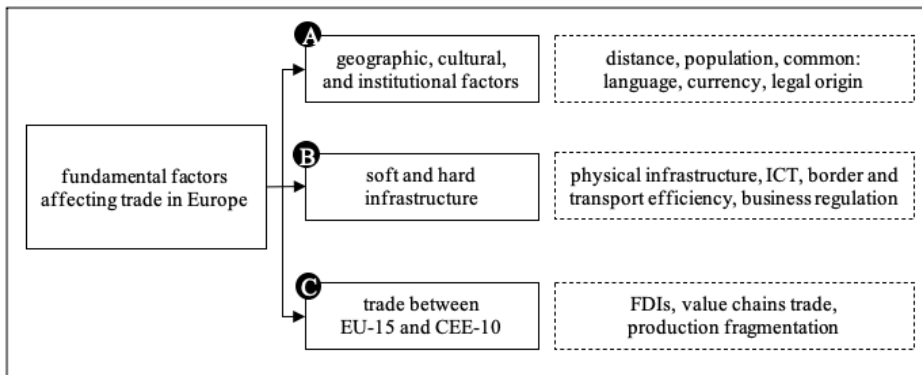 A
geographic, cultural,
and institutional factors
distance, population, common:
language, currency, legal origin
fundamental factors
affecting trade in Europe
B
soft and hard
infrastructure
physical infrastructure, ICT, border and
transport efficiency, business regulation
C
trade between
EU-15 and CEE-10
FDIs, value chains trade,
production fragmentation